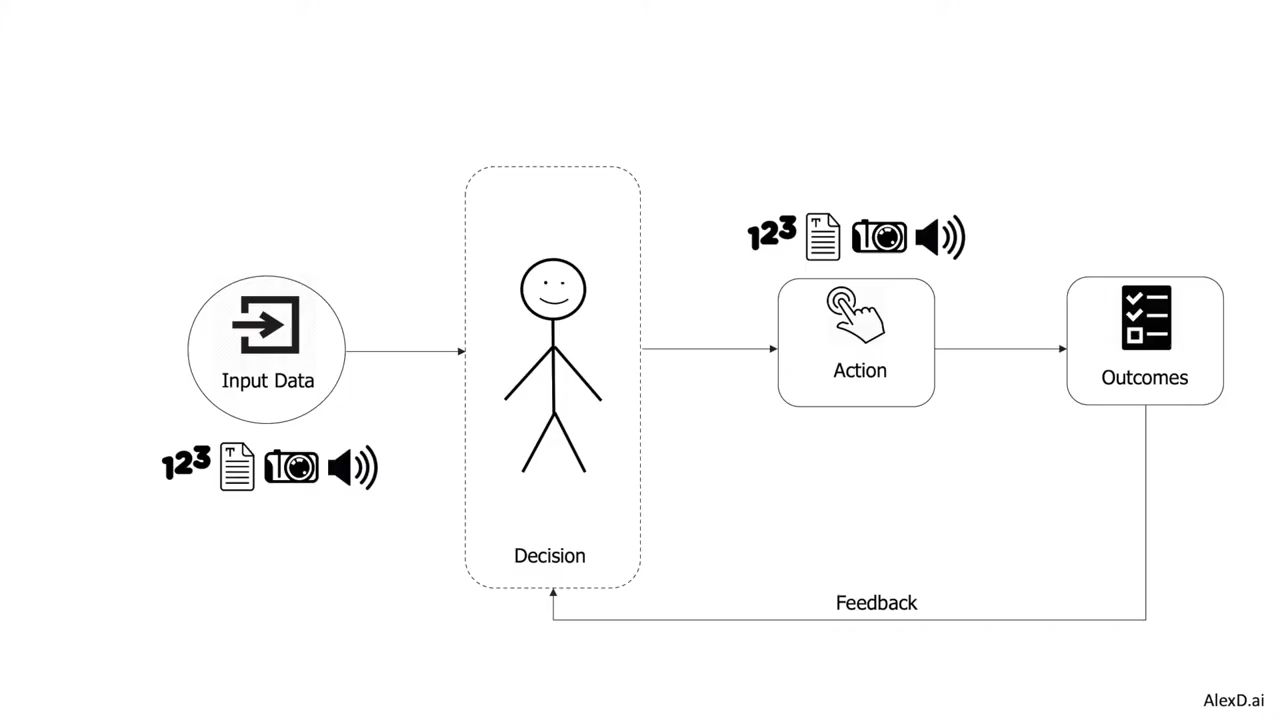 123
T
Action
Input Data
Outcomes
123
T
Decision
Feedback
AlexD.ai